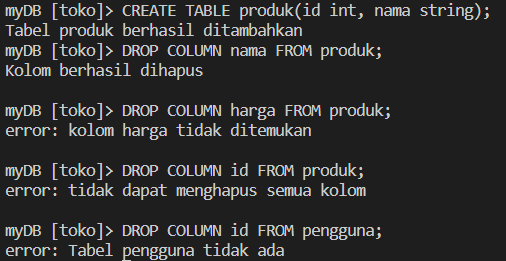 myDB [toko]> CREATE TABLE produk(id int, nama string);
Tabel produk berhasil ditambahkan
myDB [toko]> DROP COLUMN nama FROM produk;
Kolom berhasil dihapus
myDB [toko]> DROP COLUMN harga FROM produk;
error: kolom harga tidak ditemukan
myDB [toko]> DROP COLUMN id FROM produk;
error: tidak dapat menghapus semua kolom
myDB [toko]> DROP COLUMN id FROM pengguna;
error: Tabel pengguna tidak ada